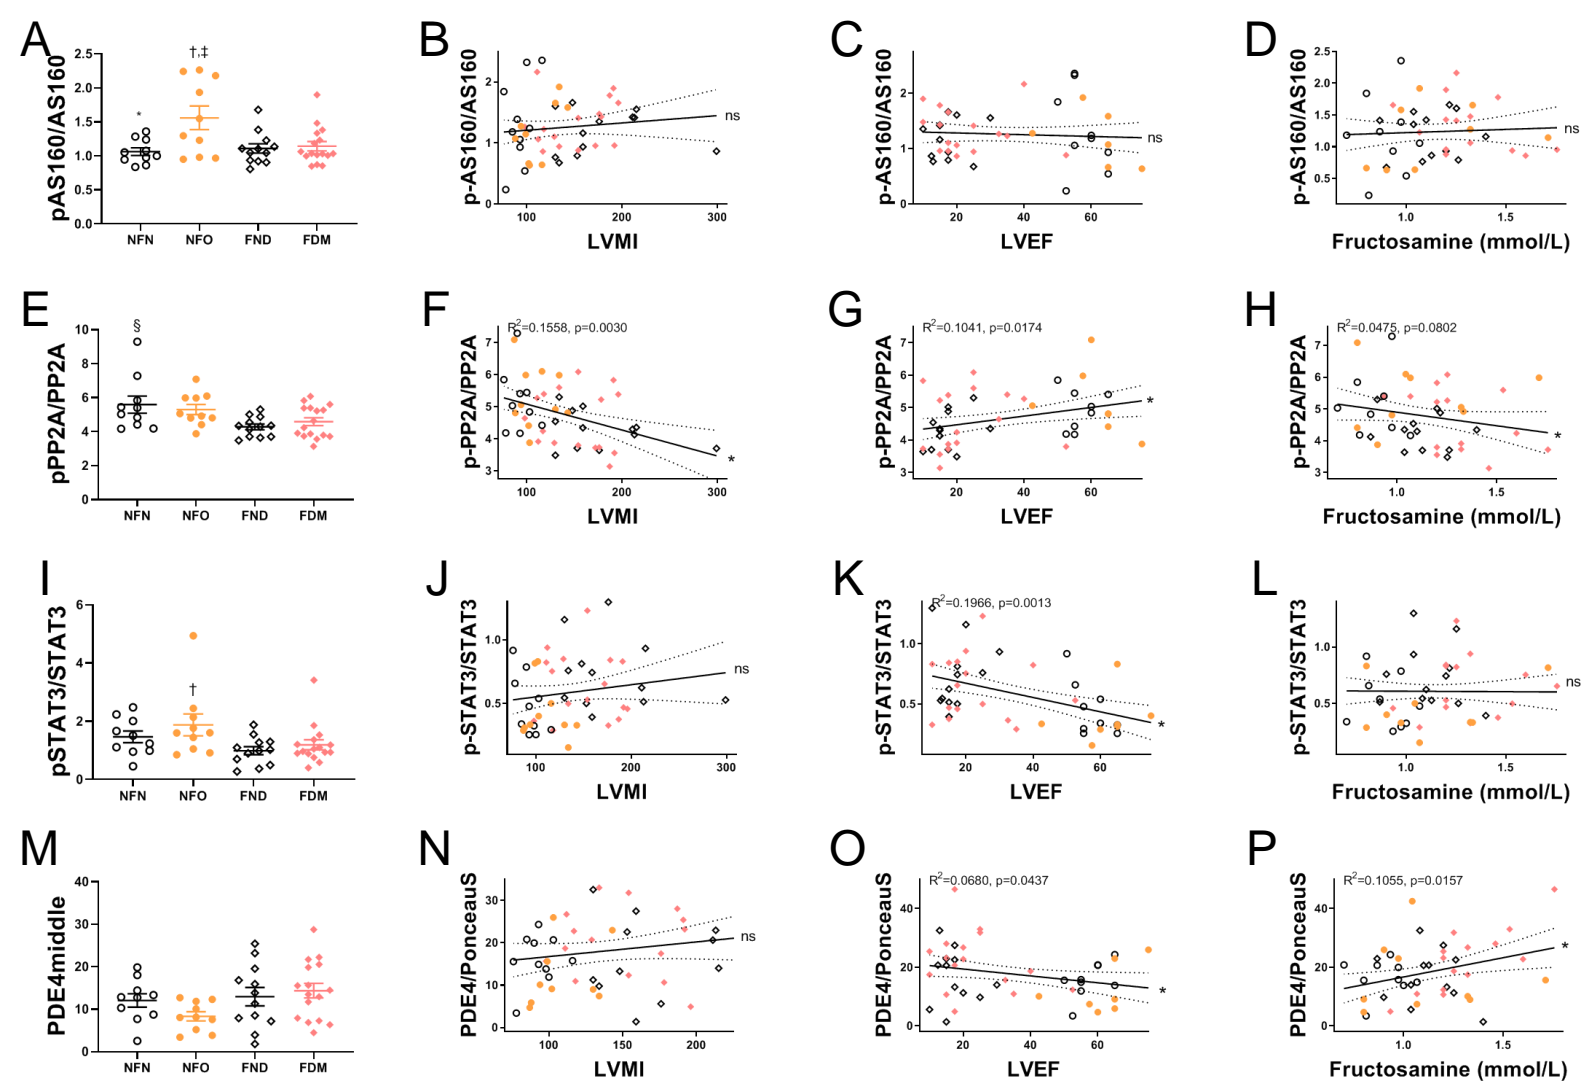 A
pAS160/AS160
2.5
2.0
1.5
1.0
0.5
0.0
*
†,‡
NFN
NFO
FND
FDM
B
p-AS160/AS160
2
1
0
100
200
300
ns
LVMI
C
p-AS160/AS160
2
1
0
20
40
60
ns
LVEF
D
p-AS160/AS160
2.5
2.0
1.5
1.0
0.5
1.0
1.5
ns
Fructosamine (mmol/L)
E
pPP2A/PP2A
10
8
6
4
2
0
§
NFN
NFO
FND
FDM
F
p-PP2A/PP2A
R2=0.1558, p=0.0030
7
6
5
4
3
100
200
300
*
LVMI
G
p-PP2A/PP2A
R2=0.1041, p=0.0174
7
6
5
4
3
20
40
60
*
LVEF
H
p-PP2A/PP2A
R2=0.0475, p=0.0802
7
6
5
4
3
1.0
1.5
*
Fructosamine (mmol/L)
I
pSTAT3/STAT3
6
4
2
0
†
NFN
NFO
FND
FDM
J
p-STAT3/STAT3
1.0
0.5
100
200
300
ns
LVMI
K
p-STAT3/STAT3
R2=0.1966, p=0.0013
1.0
0.5
20
40
60
*
LVEF
L
p-STAT3/STAT3
1.0
0.5
1.0
1.5
ns
Fructosamine (mmol/L)
M
PDE4middle
40
30
20
10
0
NFN
NFO
FND
FDM
N
PDE4/PonceauS
30
20
10
0
100
150
200
ns
LVMI
O
PDE4/PonceauS
R2=0.0680, p=0.0437
40
20
0
20
40
60
*
LVEF
P
PDE4/PonceauS
R2=0.1055, p=0.0157
40
20
0
1.0
1.5
*
Fructosamine (mmol/L)